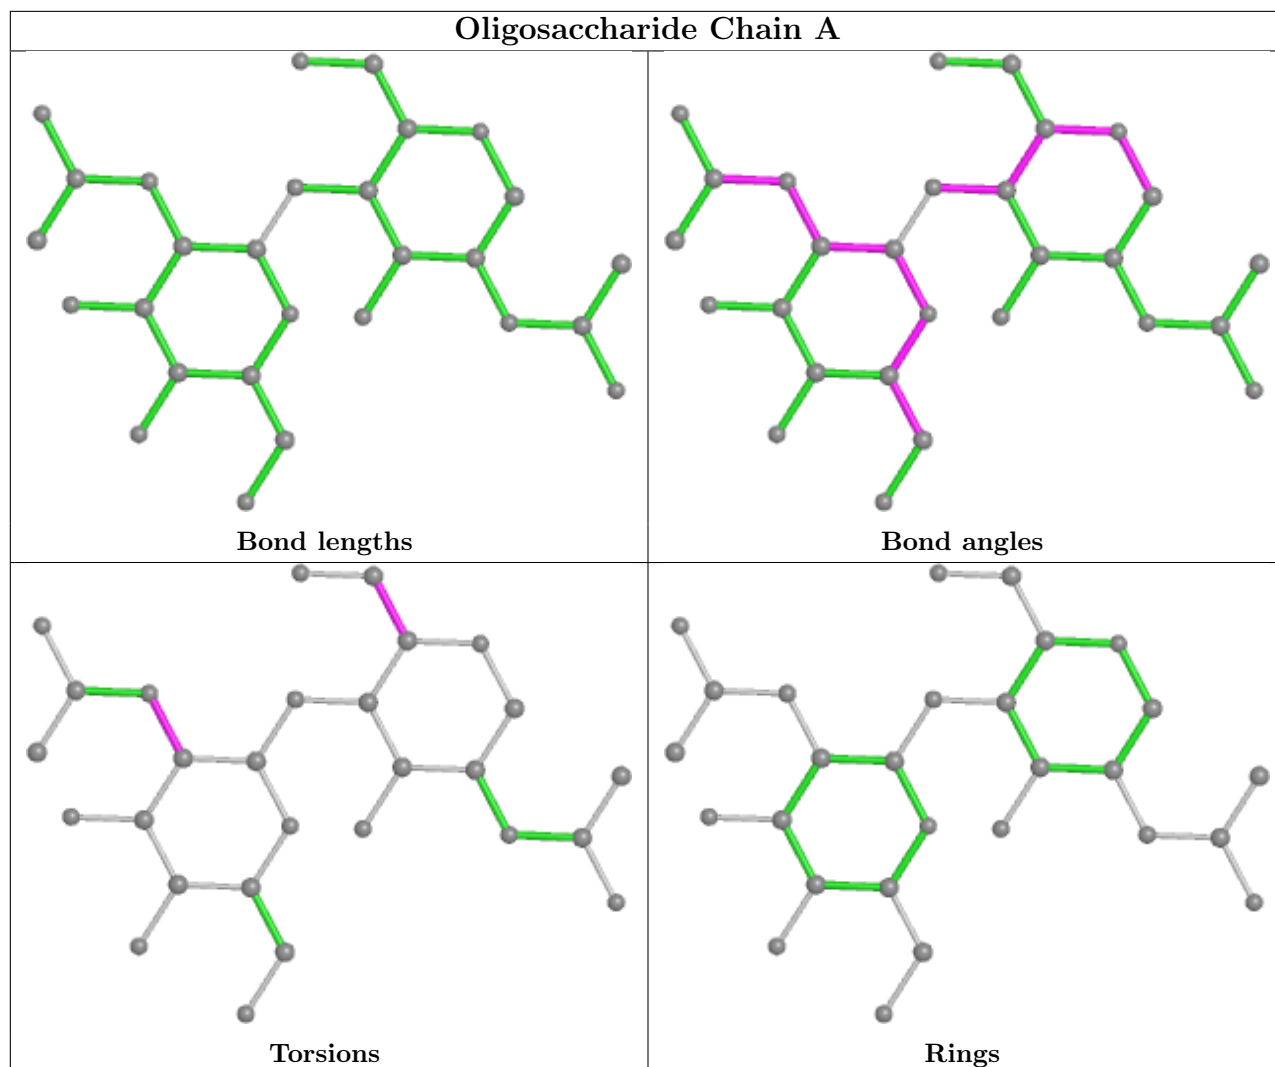 Oligosaccharide Chain A
Bond lengths
Bond angles
Torsions
Rings